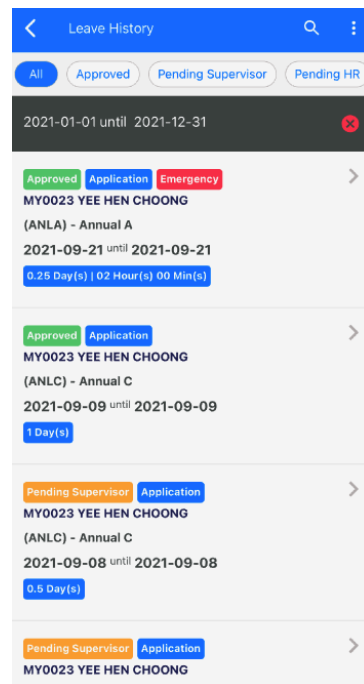 Leave History
All Approved Pending Supervisor Pending HR
2021-01-01 until 2021-12-31
Approved Application Emergency
MY0023 YEE HEN CHOONG
(ANLA) - Annual A
2021-09-21 until 2021-09-21
0.25 Day(s) | 02 Hour(s) 00 Min(s)
Approved Application
MY0023 YEE HEN CHOONG
(ANLC) - Annual C
2021-09-09 until 2021-09-09
1 Day(s)
Pending Supervisor Application
MY0023 YEE HEN CHOONG
(ANLC) - Annual C
2021-09-08 until 2021-09-08
0.5 Day(s)
Pending Supervisor Application
MY0023 YEE HEN CHOONG